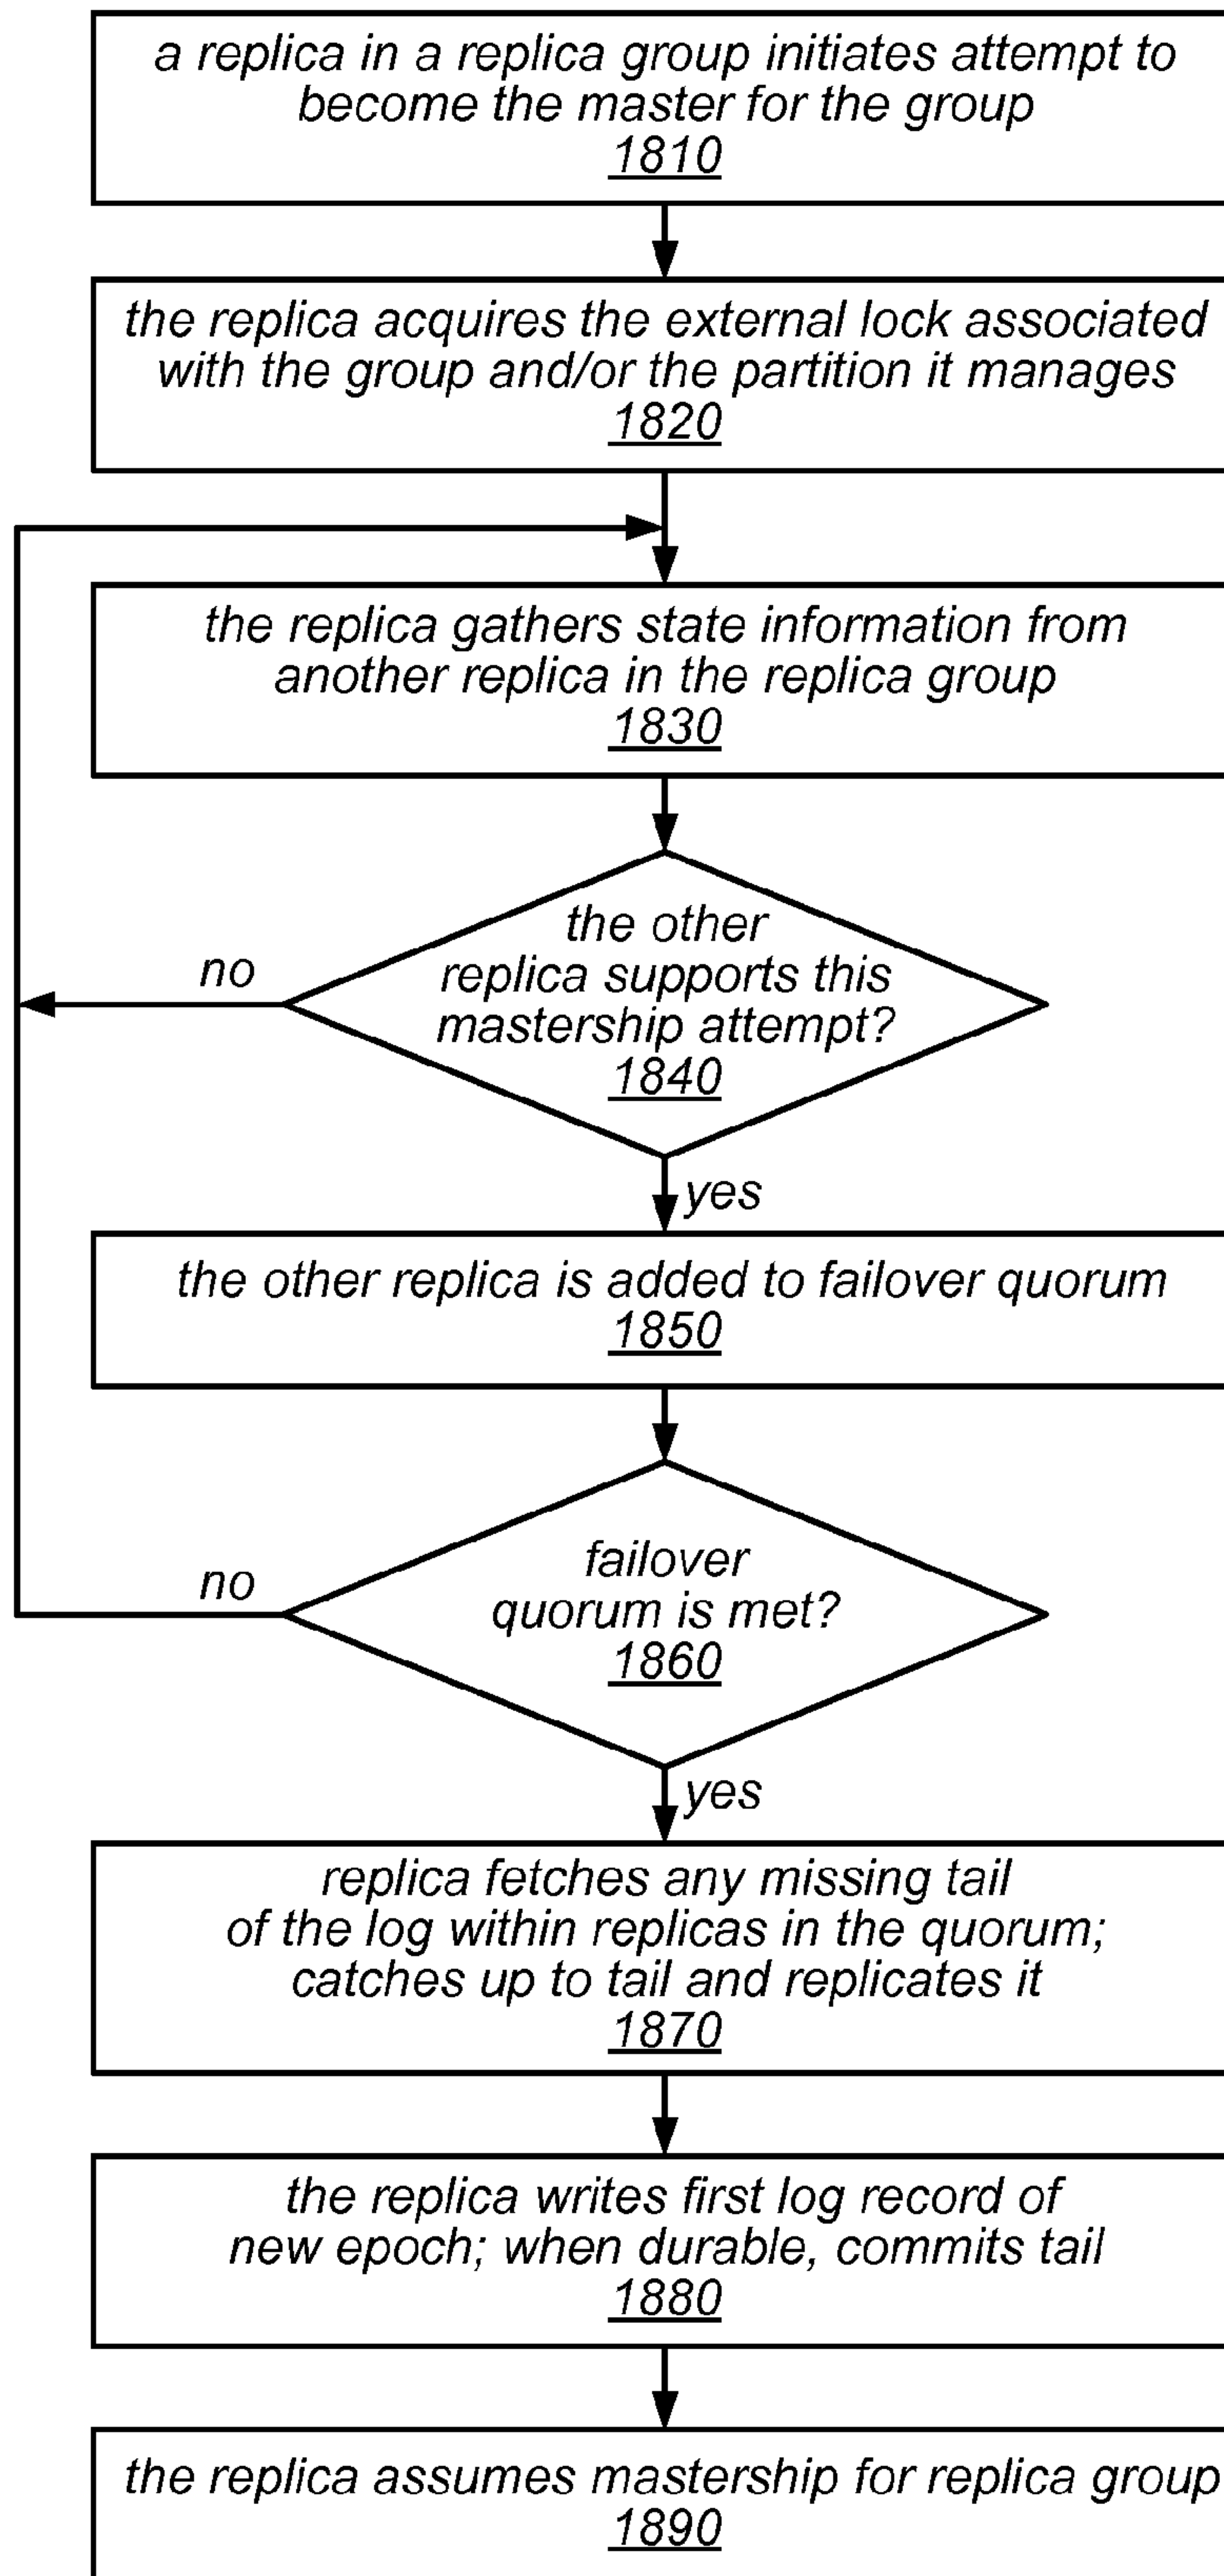 a replica in a replica group initiates attempt to
become the master for the group
1810
the replica acquires the external lock associated
with the group and/or the partition it manages
1820
the replica gathers state information from
another replica in the replica group
1830
the other
replica supports this
mastership attempt?
1840
no
yes
the other replica is added to failover quorum
1850
failover
quorum is met?
1860
no
yes
replica fetches any missing tail
of the log within replicas in the quorum;
catches up to tail and replicates it
1870
the replica writes first log record of
new epoch; when durable, commits tail
1880
the replica assumes mastership for replica group
1890